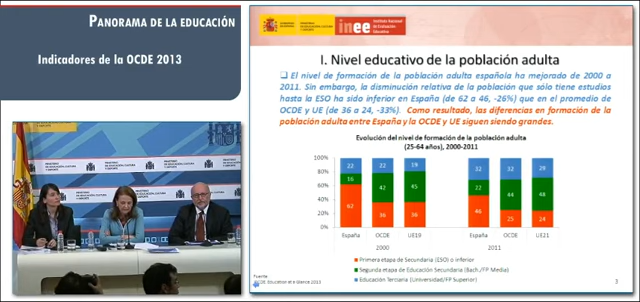 PANORAMA DE LA EDUCACIÓN
Indicadores de la OCDE 2013
inee
Instituto Nacional
de Evaluación
Educativa
I. Nivel educativo de la población adulta
El nivel de formación de la población adulta española ha mejorado de 2000 a
2011. Sin embargo, la disminución relativa de la población que sólo tiene estudios
hasta la ESO ha sido inferior en España (de 62 a 46, -26%) que en el promedio de
OCDE y UE (de 36 a 24, -33%). Como resultado, las diferencias en formación de la
población adulta entre España y la OCDE y UE siguen siendo grandes.
Evolución del nivel de formación de la población adulta
(25-64 años), 2000-2011
100%
80%
60%
40%
20%
0%
22 22 19 32 32 29
16 42 45 22 44 48
62 36 36 46 25 24
España OCDE UE19 España OCDE UE21
2000 2011
Primera etapa de Secundaria (ESO) o inferior
Segunda etapa de Educación Secundaria (Bach./FP Media)
Educación Terciaria (Universidad/FP Superior)
Fuente
OCDE. Education at a Glance 2013
3